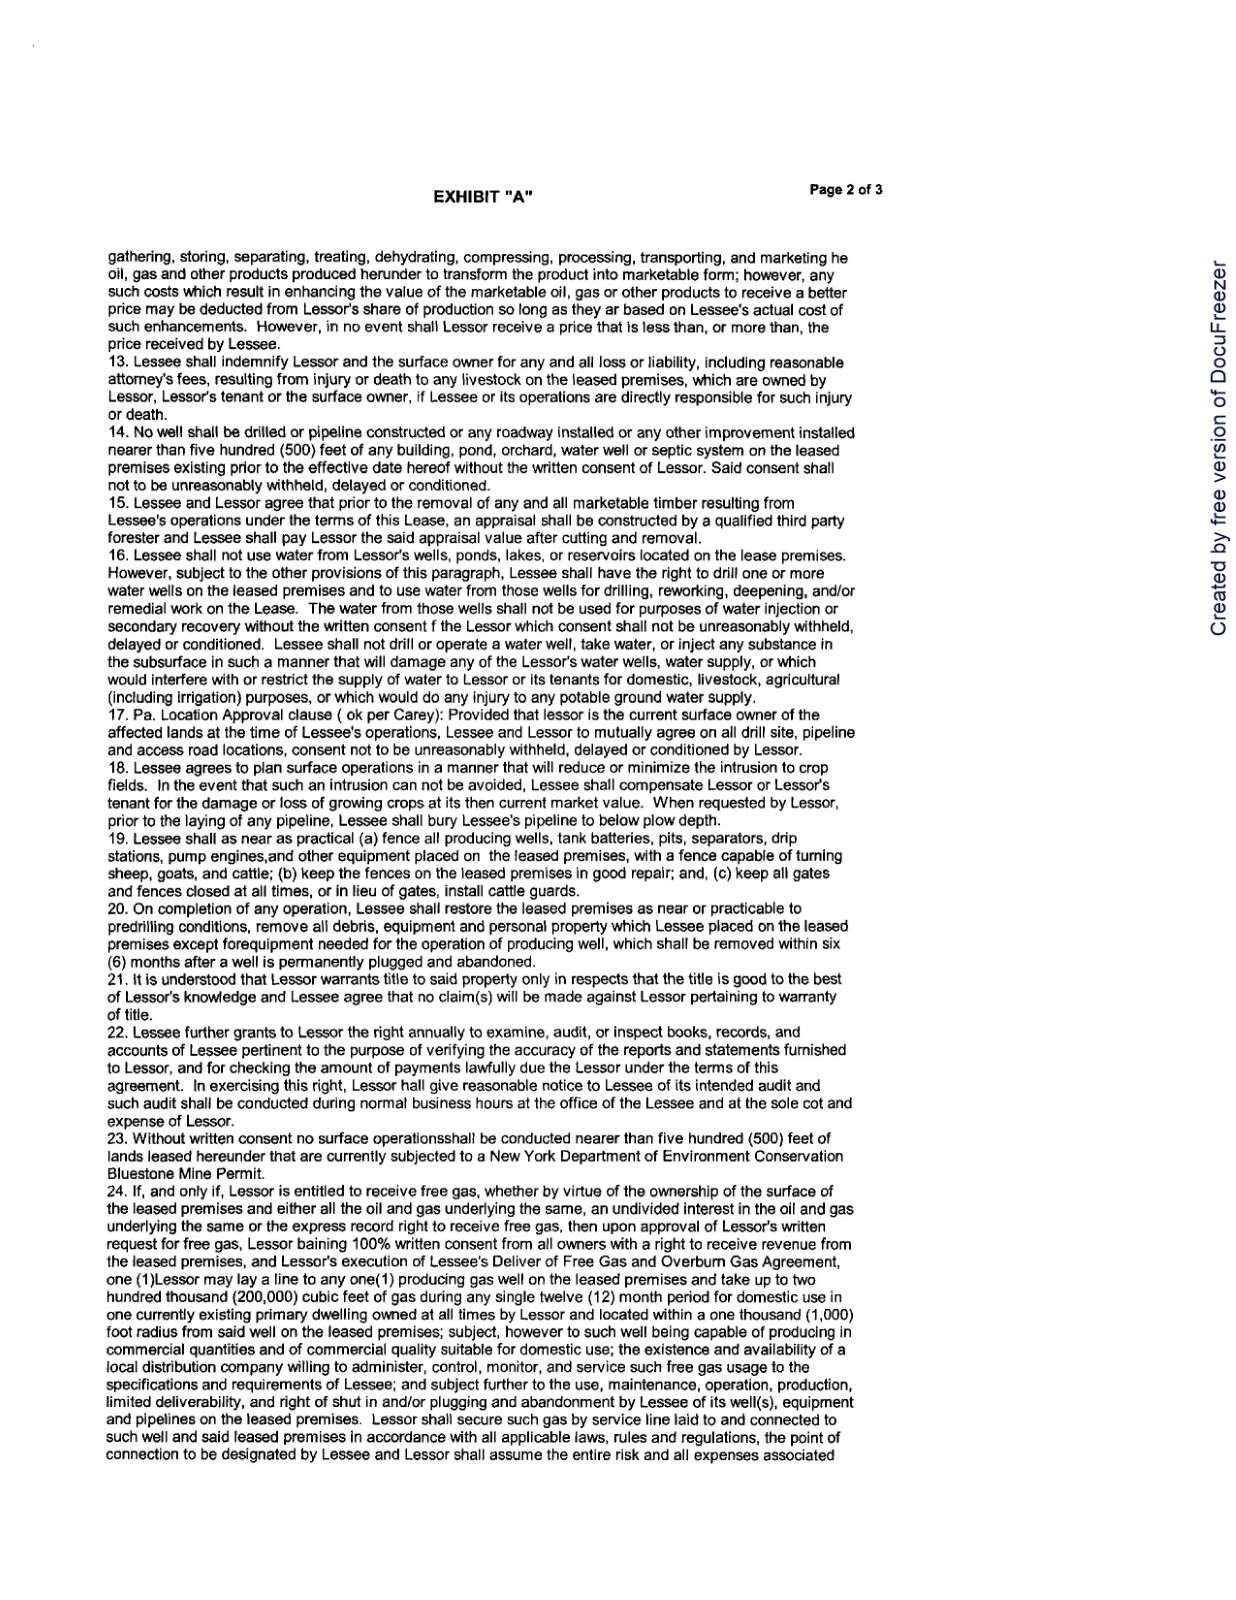 EXHIBIT "A"
Page 2 of 3
gathering, storing, separating, treating, dehydrating, compressing, processing, transporting, and marketing he
oil, gas and other products produced herunder to transform the product into marketable form; however, any
such costs which result in enhancing the value of the marketable oil, gas or other products to receive a better
price may be deducted from Lessor's share of production so long as they ar based on Lessee's actual cost of
such enhancements. However, in no event shall Lessor receive a price that is less than, or more than, the
price received by Lessee.
13. Lessee shall indemnify Lessor and the surface owner for any and all loss or liability, including reasonable
attorney's fees, resulting from injury or death to any livestock on the leased premises, which are owned by
Lessor, Lessor's tenant or the surface owner, if Lessee or its operations are directly responsible for such injury
or death.
14. No well shall be drilled or pipeline constructed or any roadway installed or any other improvement installed
nearer than five hundred (500) feet of any building, pond, orchard, water well or septic system on the leased
premises existing prior to the effective date hereof without the written consent of Lessor. Said consent shall
not to be unreasonably withheld, delayed or conditioned.
15. Lessee and Lessor agree that prior to the removal of any and all marketable timber resulting from
Lessee's operations under the terms of this Lease, an appraisal shall be constructed by a qualified third party
forester and Lessee shall pay Lessor the said appraisal value after cutting and removal.
16. Lessee shall not use water from Lessor's wells, ponds, lakes, or reservoirs located on the lease premises.
However, subject to the other provisions of this paragraph, Lessee shall have the right to drill one or more
water wells on the leased premises and to use water from those wells for drilling, reworking, deepening, and/or
remedial work on the Lease. The water from those wells shall not be used for purposes of water injection or
secondary recovery without the written consent f the Lessor which consent shall not be unreasonably withheld,
delayed or conditioned. Lessee shall not drill or operate a water well, take water, or inject any substance in
the subsurface in such a manner that will damage any of the Lessor's water wells, water supply, or which
would interfere with or restrict the supply of water to Lessor or its tenants for domestic, livestock, agricultural
(including irrigation) purposes, or which would do any injury to any potable ground water supply.
17. Pa. Location Approval clause ( ok per Carey): Provided that lessor is the current surface owner of the
affected lands at the time of Lessee's operations, Lessee and Lessor to mutually agree on all drill site, pipeline
and access road locations, consent not to be unreasonably withheld, delayed or conditioned by Lessor.
18. Lessee agrees to plan surface operations in a manner that will reduce or minimize the intrusion to crop
fields. In the event that such an intrusion can not be avoided, Lessee shall compensate Lessor or Lessor's
tenant for the damage or loss of growing crops at its then current market value. When requested by Lessor,
prior to the laying of any pipeline, Lessee shall bury Lessee's pipeline to below plow depth.
19. Lessee shall as near as practical (a) fence all producing wells, tank batteries, pits, separators, drip
stations, pump engines,and other equipment placed on the leased premises, with a fence capable of turning
sheep, goats, and cattle; (b) keep the fences on the leased premises in good repair; and, (c) keep all gates
and fences closed at all times, or in lieu of gates, install cattle guards.
20. On completion of any operation, Lessee shall restore the leased premises as near or practicable to
predrilling conditions, remove all debris, equipment and personal property which Lessee placed on the leased
premises except forequipment needed for the operation of producing well, which shall be removed within six
(6) months after a well is permanently plugged and abandoned.
21. It is understood that Lessor warrants title to said property only in respects that the title is good to the best
of Lessor's knowledge and Lessee agree that no claim(s) will be made against Lessor pertaining to warranty
of title.
22. Lessee further grants to Lessor the right annually to examine, audit, or inspect books, records, and
accounts of Lessee pertinent to the purpose of verifying the accuracy of the reports and statements furnished
to Lessor, and for checking the amount of payments lawfully due the Lessor under the terms of this
agreement. In exercising this right, Lessor hall give reasonable notice to Lessee of its intended audit and
such audit shall be conducted during normal business hours at the office of the Lessee and at the sole cot and
expense of Lessor.
23. Without written consent no surface operationsshall be conducted nearer than five hundred (500) feet of
lands leased hereunder that are currently subjected to a New York Department of Environment Conservation
Bluestone Mine Permit.
24. If, and only if, Lessor is entitled to receive free gas, whether by virtue of the ownership of the surface of
the leased premises and either all the oil and gas underlying the same, an undivided interest in the oil and gas
underlying the same or the express record right to receive free gas, then upon approval of Lessor's written
request for free gas, Lessor baining 100% written consent from all owners with a right to receive revenue from
the leased premises, and Lessor's execution of Lessee's Deliver of Free Gas and Overburn Gas Agreement,
one (1)Lessor may lay a line to any one(1) producing gas well on the leased premises and take up to two
hundred thousand (200,000) cubic feet of gas during any single twelve (12) month period for domestic use in
one currently existing primary dwelling owned at all times by Lessor and located within a one thousand (1,000)
foot radius from said well on the leased premises; subject, however to such well being capable of producing in
commercial quantities and of commercial quality suitable for domestic use; the existence and availability of a
local distribution company willing to administer, control, monitor, and service such free gas usage to the
specifications and requirements of Lessee; and subject further to the use, maintenance, operation, production,
limited deliverability, and right of shut in and/or plugging and abandonment by Lessee of its well(s), equipment
and pipelines on the leased premises. Lessor shall secure such gas by service line laid to and connected to
such well and said leased premises in accordance with all applicable laws, rules and regulations, the point of
connection to be designated by Lessee and Lessor shall assume the entire risk and all expenses associated
Created by free version of DocuFreezer